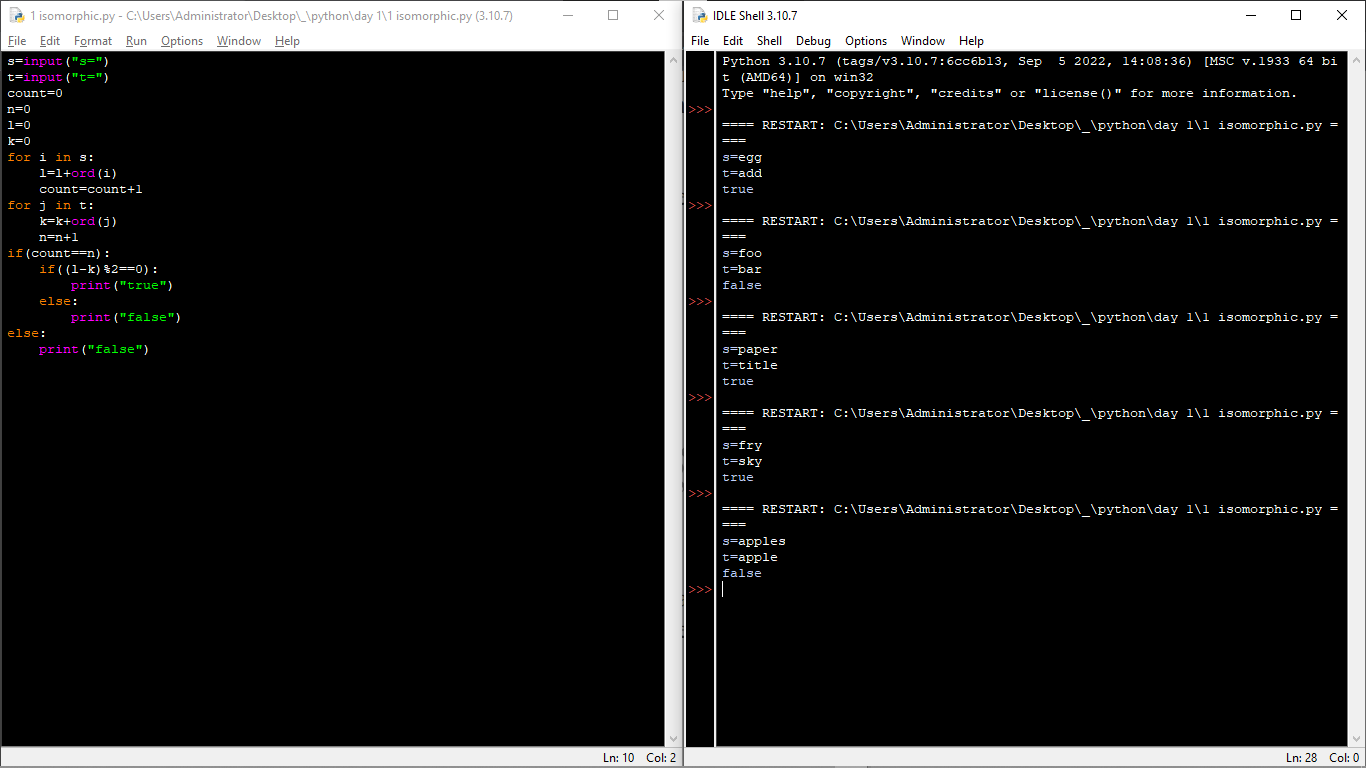 1 isomorphic.py - C:\Users\Administrator\Desktop\_\python\day 1\1 isomorphic.py (3.10.7)
File Edit Format Run Options Window Help
s=input("s=")
t=input("t=")
count=0
n=0
l=0
k=0
for i in s:
    l=l+ord(i)
    count=count+1
for j in t:
    k=k+ord(j)
    n=n+1
if(count==n):
    if((l-k)%2==0):
        print("true")
    else:
        print("false")
else:
    print("false")
Ln: 10 Col: 2
IDLE Shell 3.10.7
File Edit Shell Debug Options Window Help
Python 3.10.7 (tags/v3.10.7:6cc6b13, Sep  5 2022, 14:08:36) [MSC v.1933 64 bi
t (AMD64)] on win32
Type "help", "copyright", "credits" or "license()" for more information.
>>>
==== RESTART: C:\Users\Administrator\Desktop\_\python\day 1\1 isomorphic.py =
===
s=egg
t=add
true
>>>
==== RESTART: C:\Users\Administrator\Desktop\_\python\day 1\1 isomorphic.py =
===
s=foo
t=bar
false
>>>
==== RESTART: C:\Users\Administrator\Desktop\_\python\day 1\1 isomorphic.py =
===
s=paper
t=title
true
>>>
==== RESTART: C:\Users\Administrator\Desktop\_\python\day 1\1 isomorphic.py =
===
s=fry
t=sky
true
>>>
==== RESTART: C:\Users\Administrator\Desktop\_\python\day 1\1 isomorphic.py =
===
s=apples
t=apple
false
>>>
Ln: 28 Col: 0